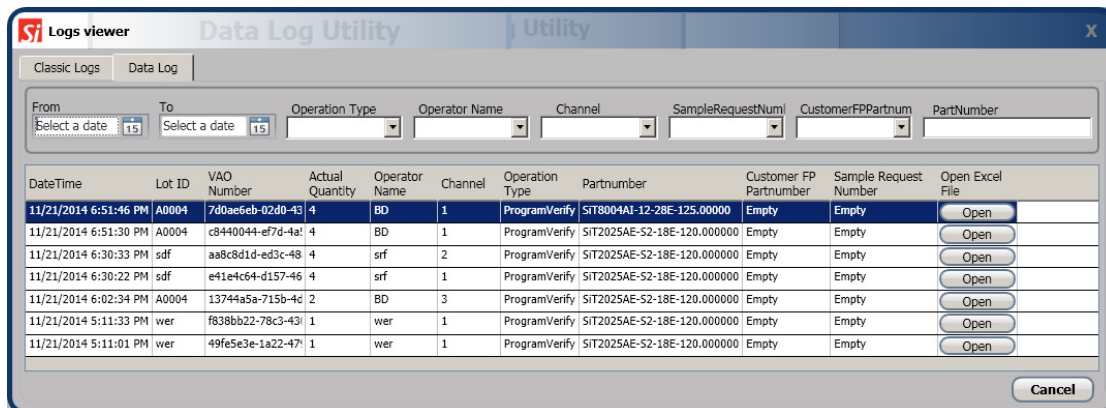 Si Logs viewer Data Log Utility Utility X
Classic Logs Data Log
From To Operation Type Operator Name Channel SampleRequestNuml CustomerFPPartnum PartNumber
Select a date 15 Select a date 15
DateTime Lot ID VAO Number Actual Quantity Operator Name Channel Operation Type Partnumber Customer FP Partnumber Sample Request Number Open Excel File
11/21/2014 6:51:46 PM A0004 7d0ae6eb-02d0-43 4 BD 1 ProgramVerify SiT8004AI-12-28E-125.00000 Empty Empty Open
11/21/2014 6:51:30 PM A0004 c8440044-ef7d-4a 4 BD 1 ProgramVerify SiT2025AE-S2-18E-120.000000 Empty Empty Open
11/21/2014 6:30:33 PM sdf aa8c8d1d-ed3c-48 4 srf 2 ProgramVerify SiT2025AE-S2-18E-120.000000 Empty Empty Open
11/21/2014 6:30:22 PM sdf e41e4c64-d157-46 4 srf 1 ProgramVerify SiT2025AE-S2-18E-120.000000 Empty Empty Open
11/21/2014 6:02:34 PM A0004 13744a5a-715b-4d 2 BD 3 ProgramVerify SiT2025AE-S2-18E-120.000000 Empty Empty Open
11/21/2014 5:11:33 PM wer f838bb22-78c3-43 1 wer 1 ProgramVerify SiT2025AE-S2-18E-120.000000 Empty Empty Open
11/21/2014 5:11:01 PM wer 49fe5e3e-1a22-47 1 wer 1 ProgramVerify SiT2025AE-S2-18E-120.000000 Empty Empty Open
Cancel